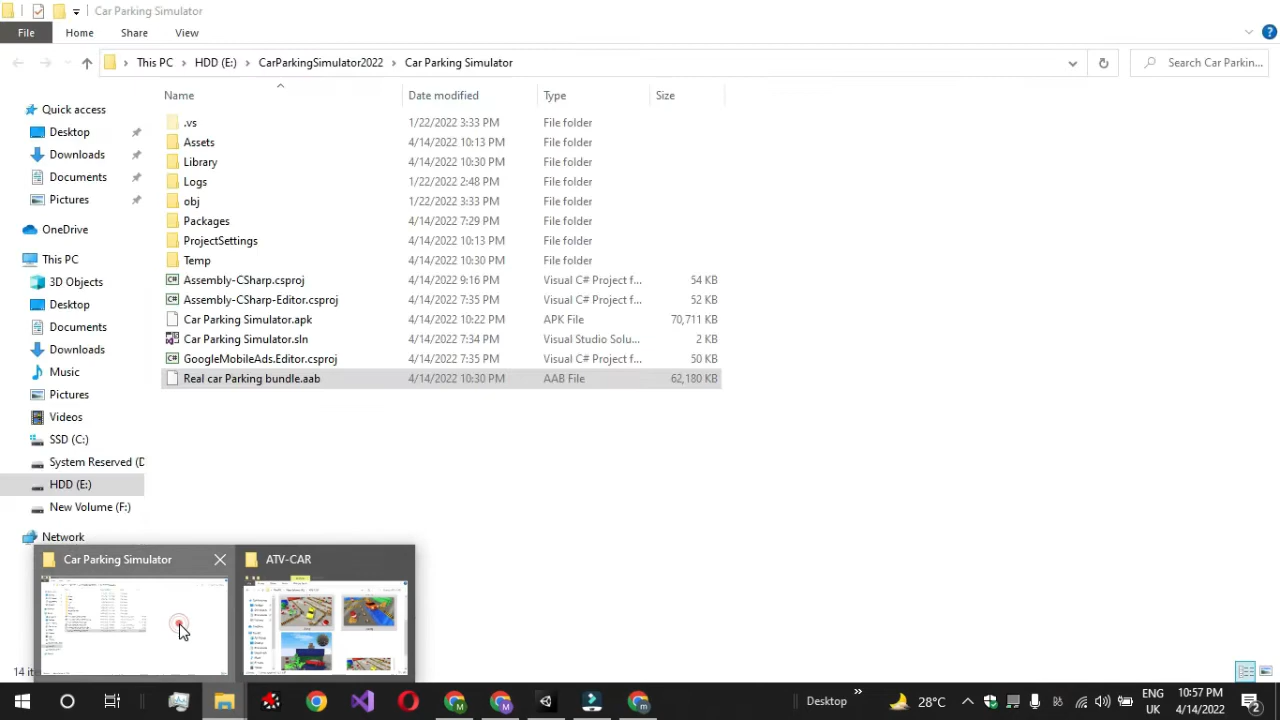 Car Parking Simulator
File Home Share View
This PC HDD (E:) CarParkingSimulator2022 Car Parking Simulator Search Car Parkin...
Name Date modified Type Size
Quick access
Desktop
Downloads
Documents
Pictures
OneDrive
This PC
3D Objects
Desktop
Documents
Downloads
Music
Pictures
Videos
SSD (C:)
System Reserved (D
HDD (E:)
New Volume (F:)
Network
.vs 1/22/2022 3:33 PM File folder
Assets 4/14/2022 10:13 PM File folder
Library 4/14/2022 10:30 PM File folder
Logs 1/22/2022 2:48 PM File folder
obj 1/22/2022 3:33 PM File folder
Packages 4/14/2022 7:29 PM File folder
ProjectSettings 4/14/2022 10:13 PM File folder
Temp 4/14/2022 10:30 PM File folder
Assembly-CSharp.csproj 4/14/2022 9:16 PM Visual C# Project f... 54 KB
Assembly-CSharp-Editor.csproj 4/14/2022 7:35 PM Visual C# Project f... 52 KB
Car Parking Simulator.apk 4/14/2022 10:22 PM APK File 70,711 KB
Car Parking Simulator.sln 4/14/2022 7:34 PM Visual Studio Solu... 2 KB
GoogleMobileAds.Editor.csproj 4/14/2022 7:35 PM Visual C# Project f... 50 KB
Real car Parking bundle.aab 4/14/2022 10:30 PM AAB File 62,180 KB
Car Parking Simulator ATV-CAR
14 ite
Desktop 28°C ENG 10:57 PM
UK 4/14/2022 2